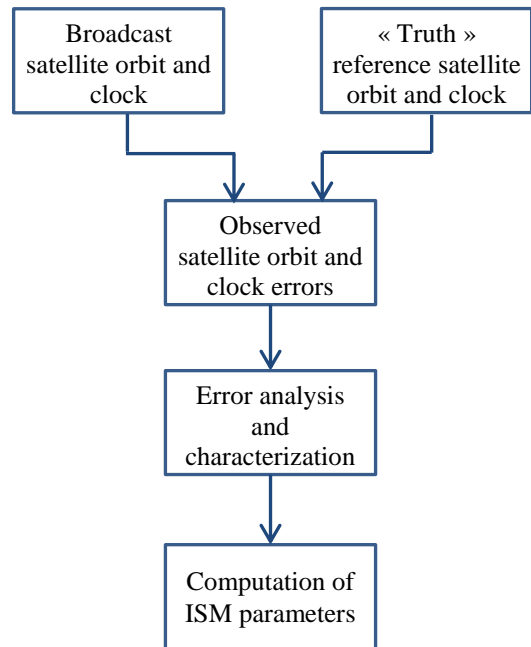 Broadcast
satellite orbit and
clock
« Truth »
reference satellite
orbit and clock
Observed
satellite orbit and
clock errors
Error analysis
and
characterization
Computation of
ISM parameters